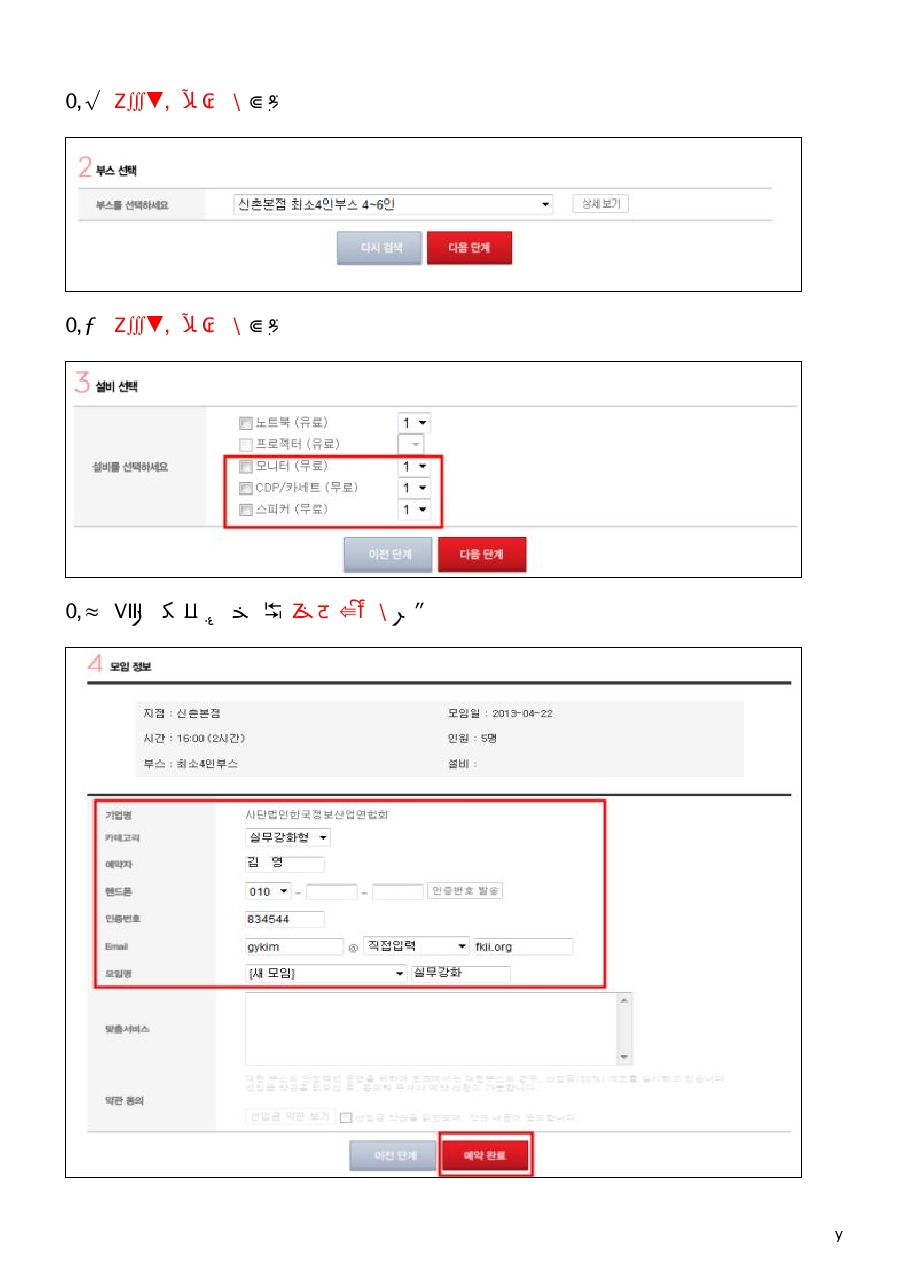 2 부스 선택
부스를 선택하세요 신촌본점 최소4인부스 4~6인 상세보기
다시 검색 다음 단계
3 설비 선택
설비를 선택하세요
노트북 (유료) 1
프로젝터 (유료)
모니터 (무료) 1
CDP/카세트 (무료) 1
스피커 (무료) 1
이전 단계 다음 단계
4 모임 정보
지점 : 신촌본점 모임일 : 2013-04-22
시간 : 16:00 (2시간) 인원 : 5명
부스 : 최소4인부스 설비 :
기업명 사단법인한국정보산업연합회
카테고리 실무강화협
예약자 김 영
핸드폰 010 - - 인증번호 발송
인증번호 834544
Email gykim @ 직접입력 fkii.org
모임명 [새 모임] 실무강화
맞춤서비스
약관 동의
선입금 약관 보기
이전 단계 예약 완료
y